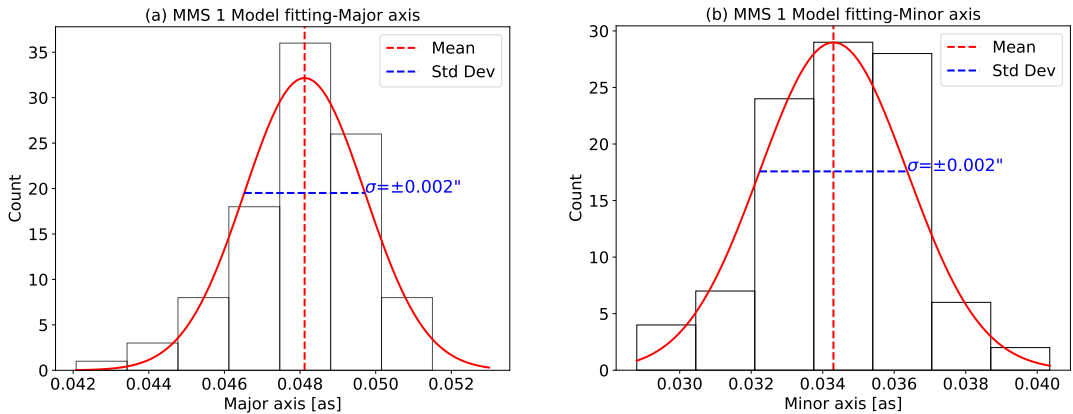 (a) MMS 1 Model fitting-Major axis
Mean
Std Dev
σ=±0.002"
Count
35
30
25
20
15
10
5
0
0.042 0.044 0.046 0.048 0.050 0.052
Major axis [as]
(b) MMS 1 Model fitting-Minor axis
Mean
Std Dev
σ=±0.002"
Count
30
25
20
15
10
5
0
0.030 0.032 0.034 0.036 0.038 0.040
Minor axis [as]